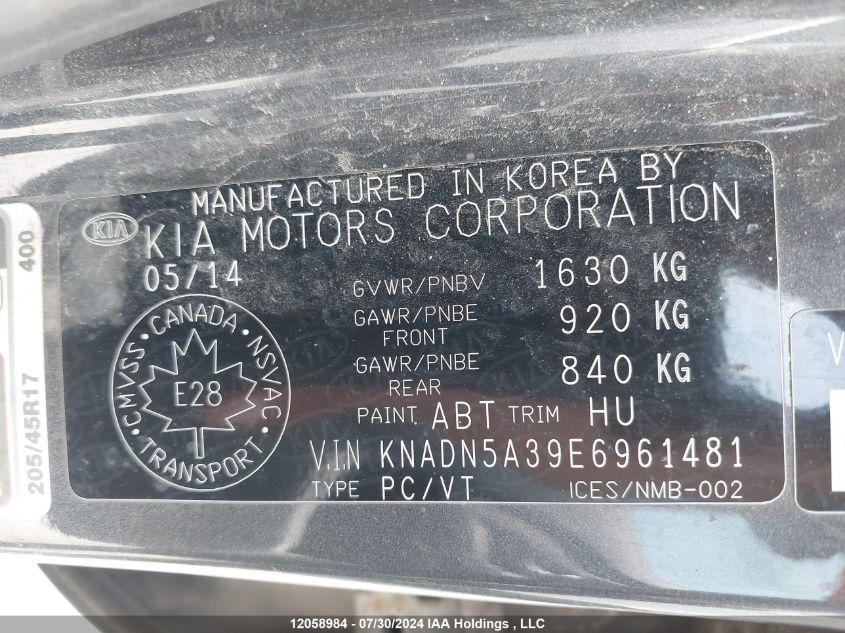 MANUFACTURED IN KOREA BY
KIA KIA MOTORS CORPORATION
05/14
GVWR/PNBV 1630 KG
GAWR/PNBE FRONT 920 KG
GAWR/PNBE REAR 840 KG
PAINT ABT TRIM HU
V.I.N KNADN5A39E6961481
TYPE PC/VT ICES/NMB-002
CANADA
CMVSS NSVAC
E28
TRANSPORT
205/45R17 400
V
12058984 - 07/30/2024 IAA Holdings , LLC